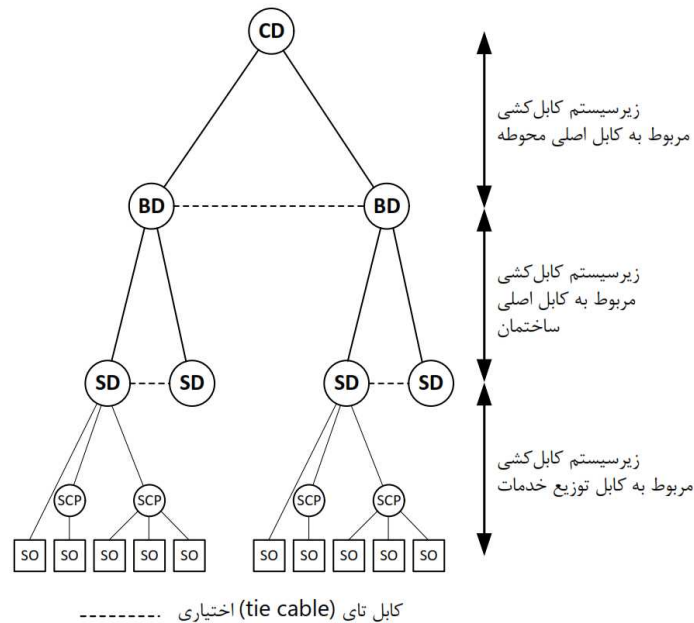 CD
زیرسیستم کابل‌کشی
مربوط به کابل اصلی محوطه
BD
BD
زیرسیستم کابل‌کشی
مربوط به کابل اصلی
ساختمان
SD
SD
SD
SD
زیرسیستم کابل‌کشی
مربوط به کابل توزیع خدمات
SCP
SCP
SCP
SCP
SO
SO
SO
SO
SO
SO
SO
SO
SO
SO
کابل تای (tie cable) اختیاری